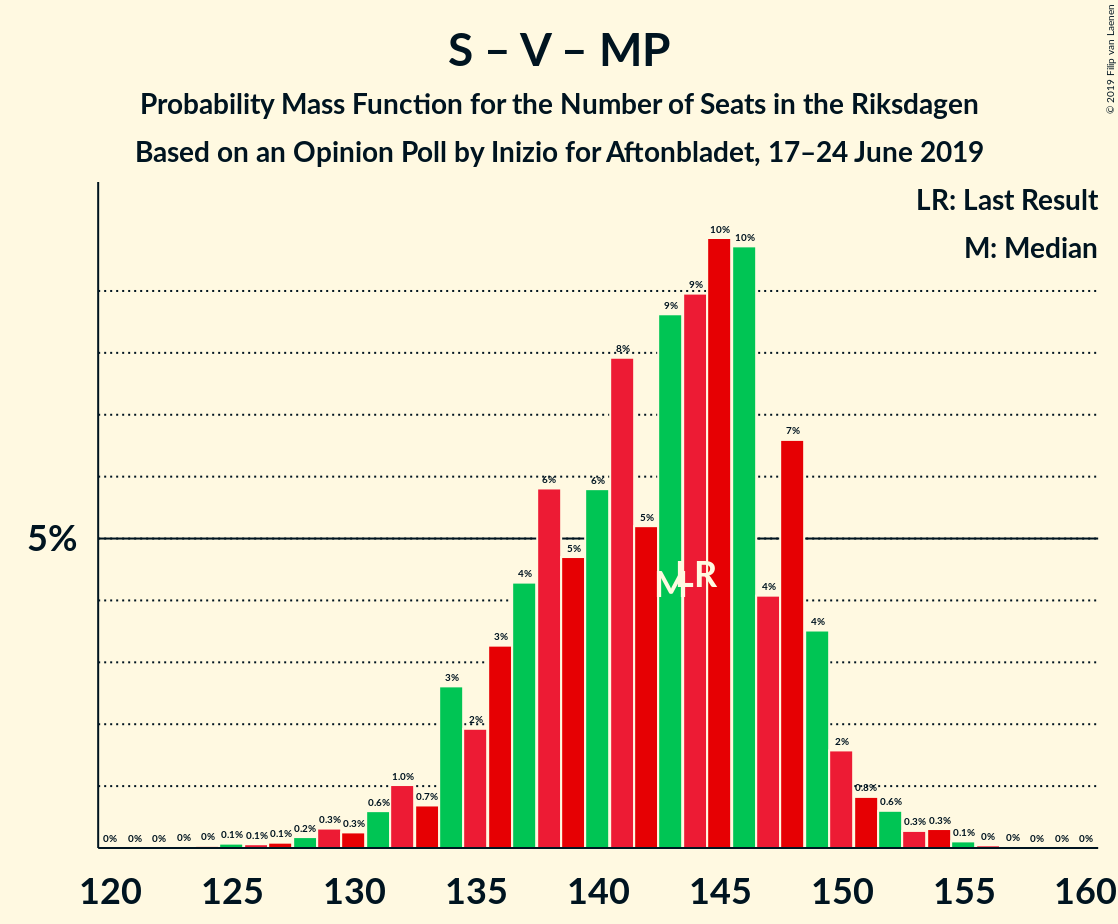 S – V – MP
Probability Mass Function for the Number of Seats in the Riksdagen
Based on an Opinion Poll by Inizio for Aftonbladet, 17–24 June 2019
© 2019 Filip van Laenen
LR: Last Result
M: Median
5%
0% 0% 0% 0% 0% 0.1% 0.1% 0.1% 0.2% 0.3% 0.3% 0.6% 1.0% 0.7% 3% 2% 3% 4% 6% 5% 6% 8% 5% 9% 9% 10% 10% 4% 7% 4% 2% 0.8% 0.6% 0.3% 0.3% 0.1% 0% 0% 0% 0% 0%
M LR
120 125 130 135 140 145 150 155 160